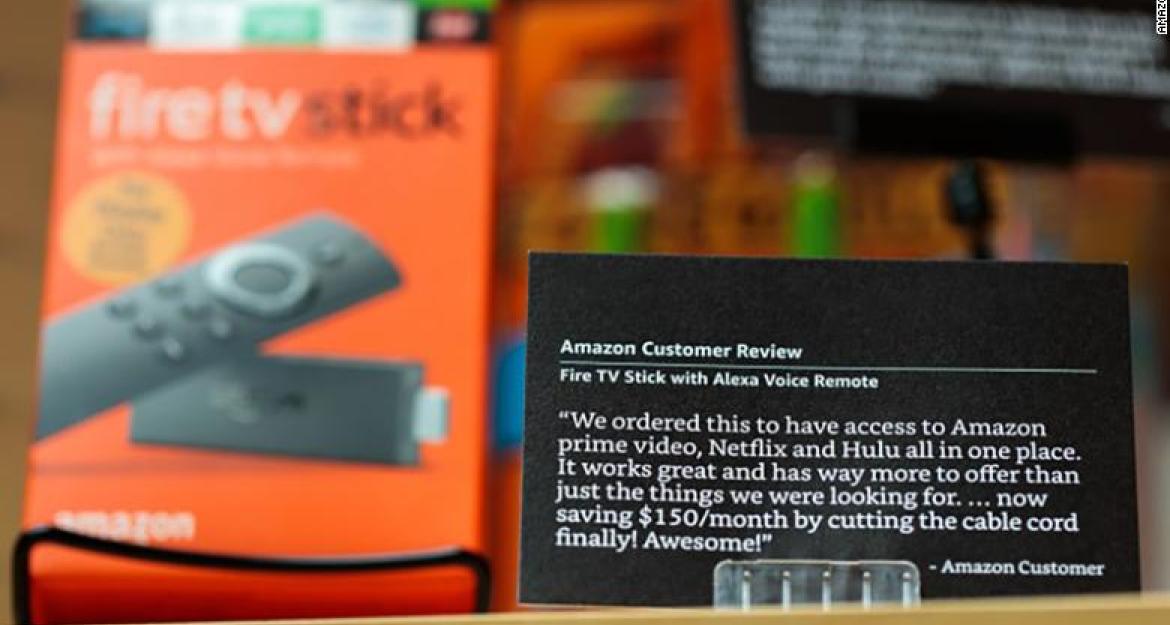 fire tv stick
amazon
Amazon Customer Review
Fire TV Stick with Alexa Voice Remote
“We ordered this to have access to Amazon
prime video, Netflix and Hulu all in one place.
It works great and has way more to offer than
just the things we were looking for. ... now
saving $150/month by cutting the cable cord
finally! Awesome!”
- Amazon Customer